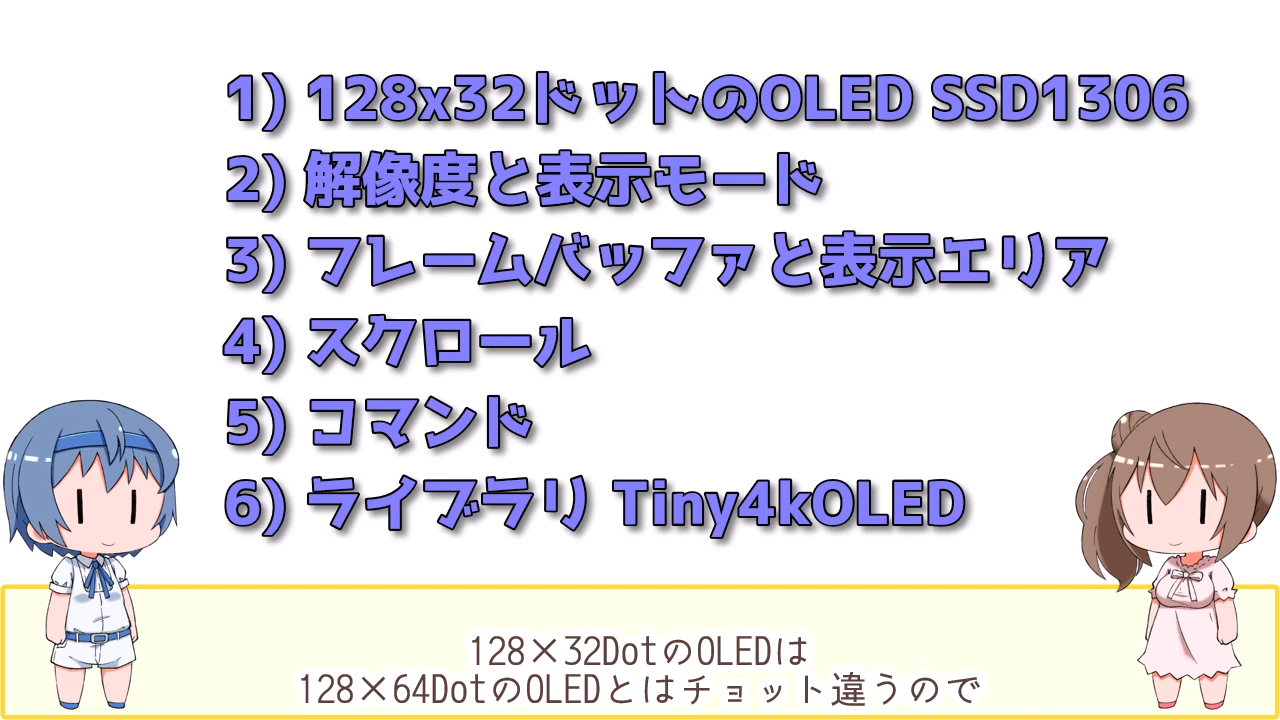 1) 128x32ドットのOLED SSD1306
2) 解像度と表示モード
3) フレームバッファと表示エリア
4) スクロール
5) コマンド
6) ライブラリ Tiny4kOLED
128×32DotのOLEDは
128×64DotのOLEDとはチョット違うので